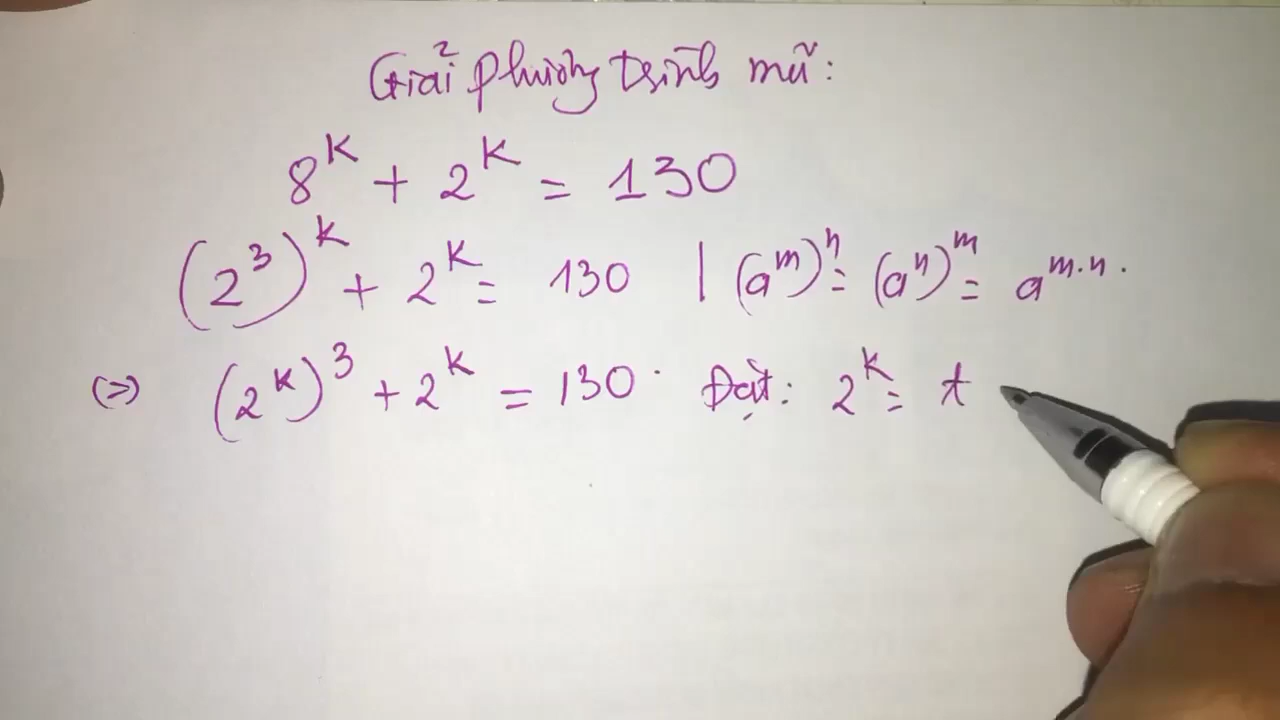 Giải phương trình mũ:
8^k + 2^k = 130
(2^3)^k + 2^k = 130 | (a^m)^n = (a^n)^m = a^{m.n}.
(=>) (2^k)^3 + 2^k = 130. Đặt: 2^k = t